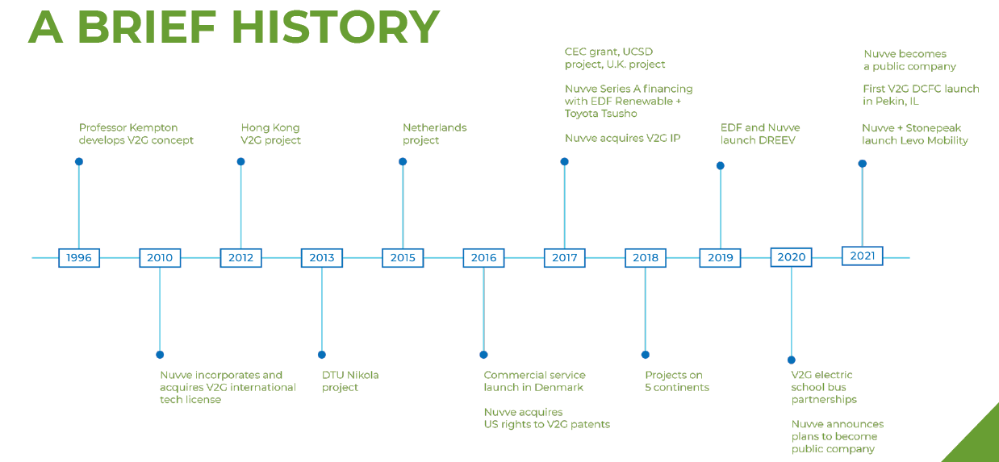 A BRIEF HISTORY
CEC grant, UCSD
project, U.K. project
Nuvve Series A financing
with EDF Renewable +
Toyota Tsusho
Nuvve acquires V2G IP
Nuvve becomes
a public company
First V2G DCFC launch
in Pekin, IL
Nuvve + Stonepeak
launch Levo Mobility
Professor Kempton
develops V2G concept
Hong Kong
V2G project
Netherlands
project
EDF and Nuvve
launch DREEV
1996
2010
2012
2013
2015
2016
2017
2018
2019
2020
2021
Nuvve incorporates and
acquires V2G international
tech license
DTU Nikola
project
Commercial service
launch in Denmark
Nuvve acquires
US rights to V2G patents
Projects on
5 continents
V2G electric
school bus
partnerships
Nuvve announces
plans to become
public company